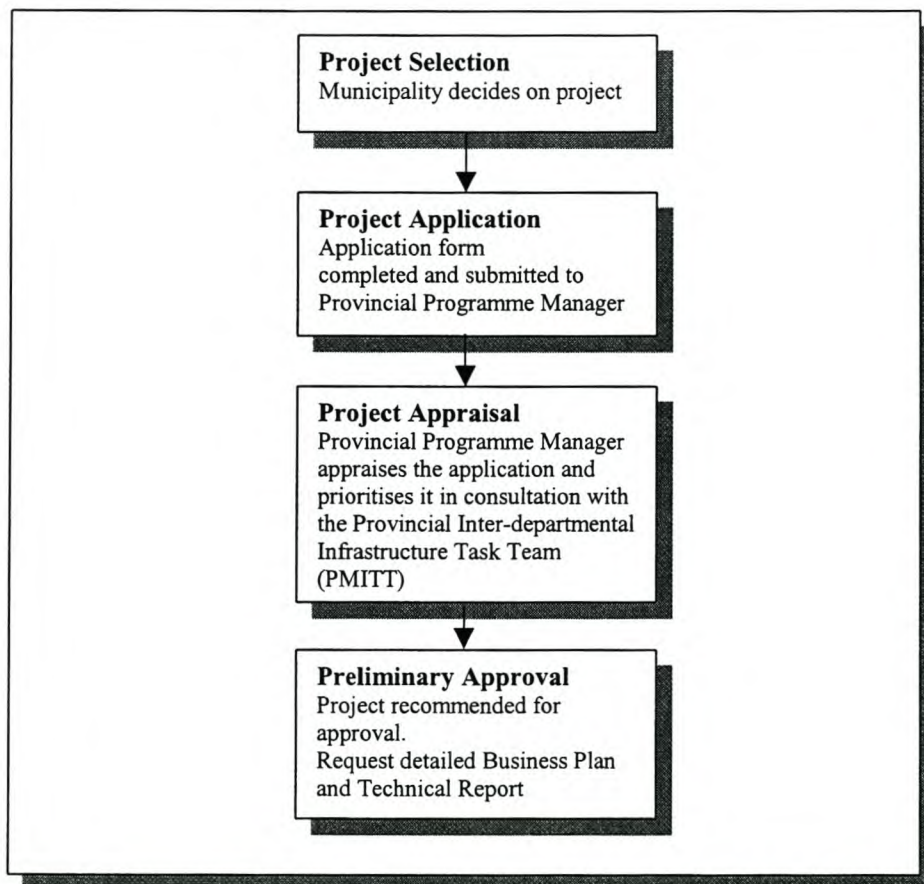 Project Selection
Municipality decides on project
Project Application
Application form
completed and submitted to
Provincial Programme Manager
Project Appraisal
Provincial Programme Manager
appraises the application and
prioritises it in consultation with
the Provincial Inter-departmental
Infrastructure Task Team
(PMITT)
Preliminary Approval
Project recommended for
approval.
Request detailed Business Plan
and Technical Report